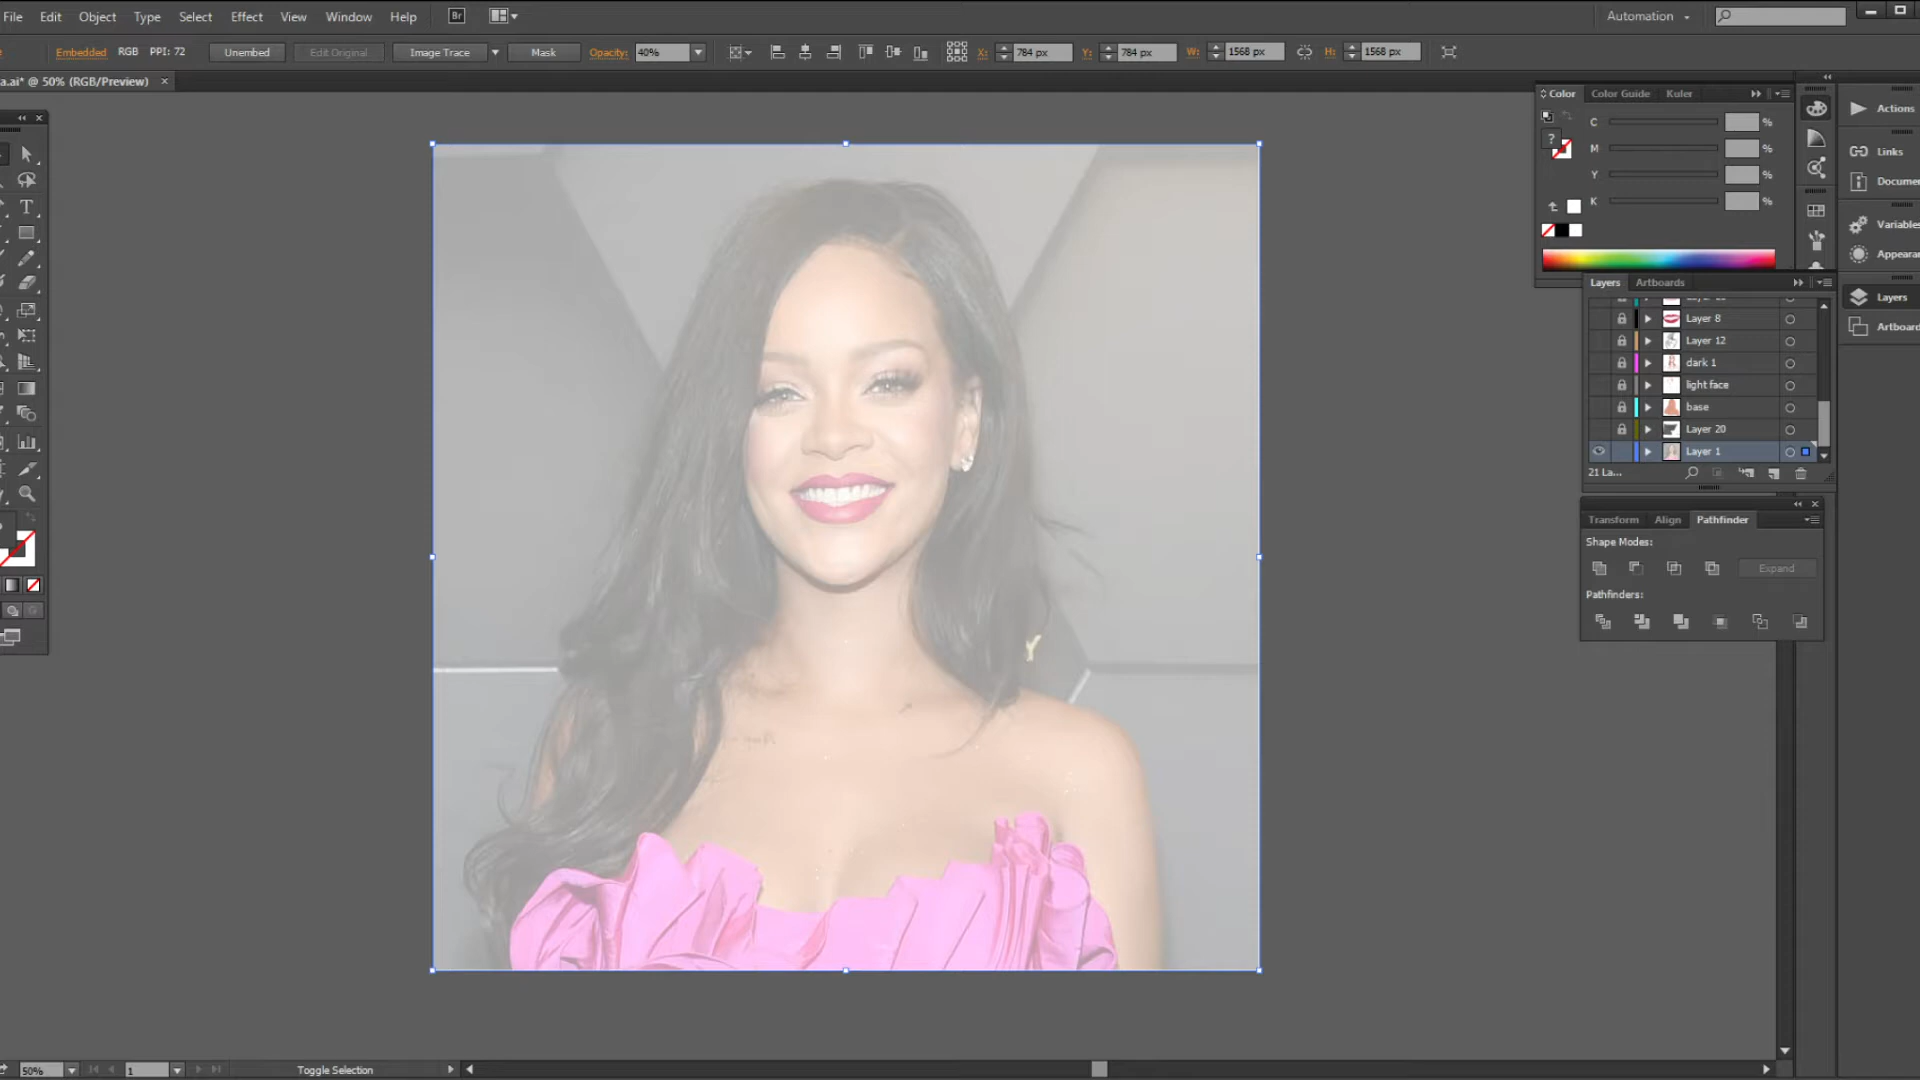 File Edit Object Type Select Effect View Window Help Br Automation
Embedded RGB PPI: 72 Unembed Edit Original Image Trace Mask Opacity: 40% X: 784 px Y: 784 px W: 1568 px H: 1568 px
a.ai* @ 50% (RGB/Preview)
Color Color Guide Kuler
C %
M %
Y %
K %
Actions
Links
Docume
Variables
Appeara
Layers
Artboard
Layers Artboards
Layer 8
Layer 12
dark 1
light face
base
Layer 20
Layer 1
21 La...
Transform Align Pathfinder
Shape Modes:
Expand
Pathfinders:
Y
50% 1 Toggle Selection